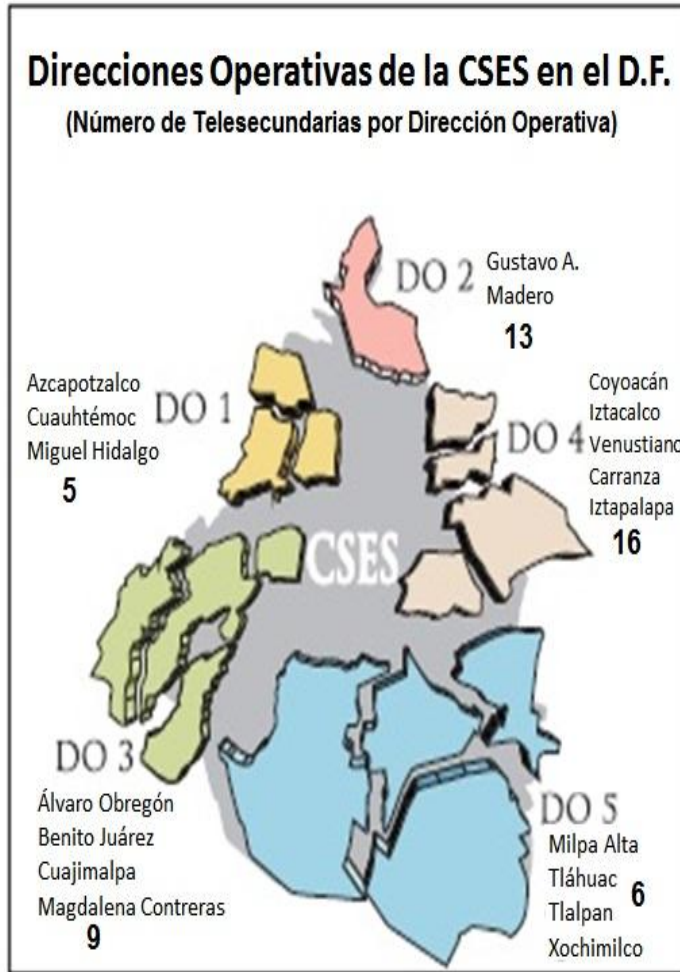 Direcciones Operativas de la CSES en el D.F.
(Número de Telesecundarias por Dirección Operativa)
DO 2
Gustavo A.
Madero
13
Azcapotzalco
Cuauhtémoc
Miguel Hidalgo
5
DO 1
DO 4
Coyoacán
Iztacalco
Venustiano
Carranza
Iztapalapa
16
CSES
DO 3
Álvaro Obregón
Benito Juárez
Cuajimalpa
Magdalena Contreras
9
DO 5
Milpa Alta
Tláhuac
Tlalpan
Xochimilco
6